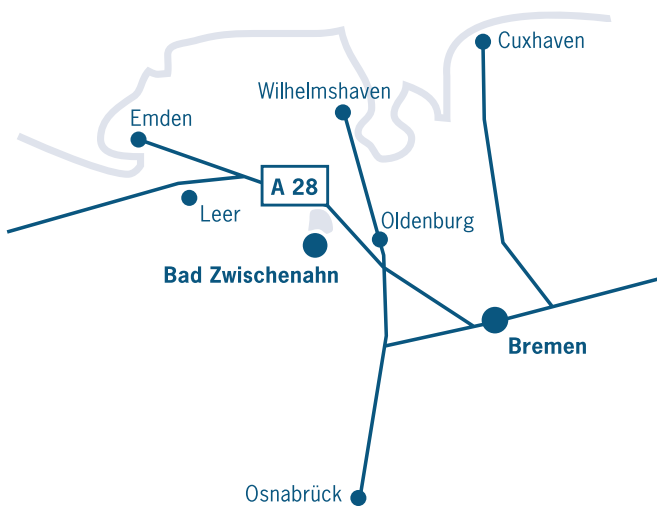 Cuxhaven
Wilhelmshaven
Emden
A 28
Leer
Oldenburg
Bad Zwischenahn
Bremen
Osnabrück